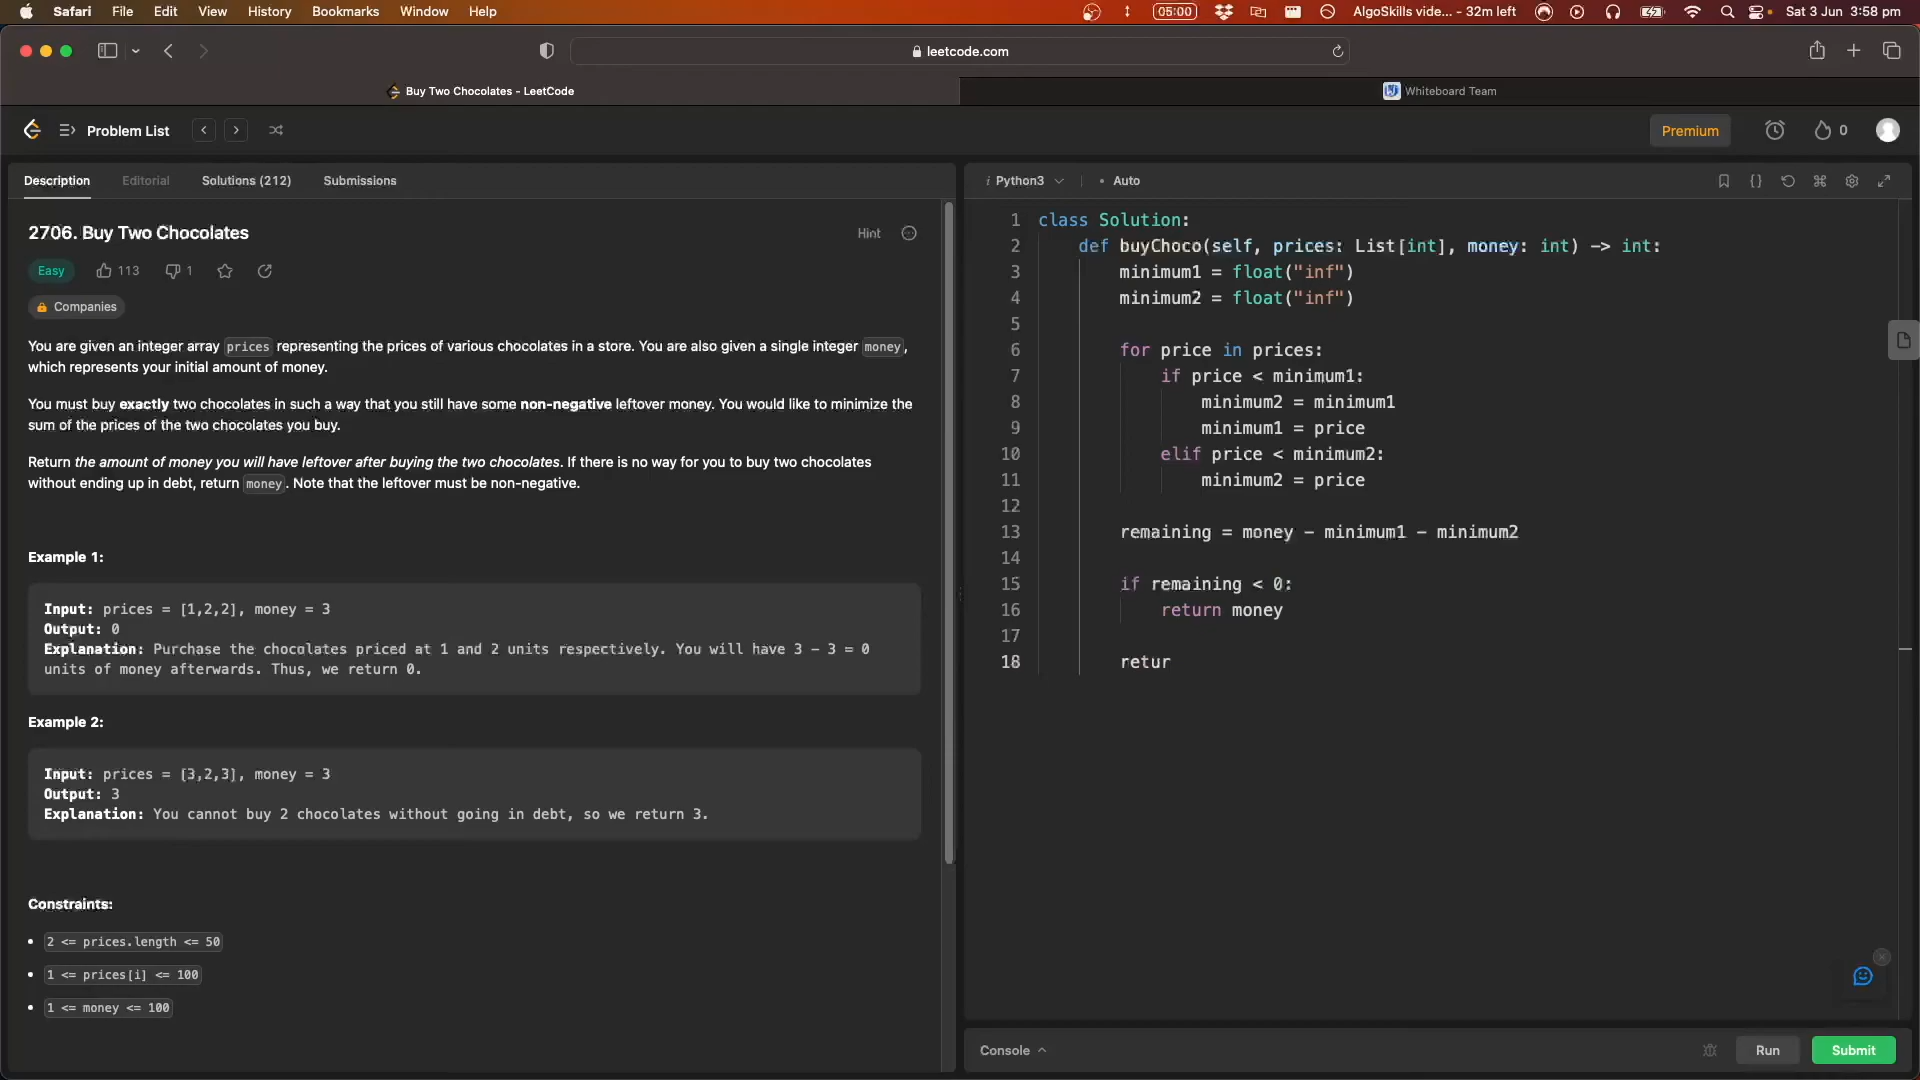 Safari File Edit View History Bookmarks Window Help 05:00 AlgoSkills vide... - 32m left Sat 3 Jun 3:58 pm
leetcode.com
Buy Two Chocolates - LeetCode Whiteboard Team
Problem List Premium 0
Description Editorial Solutions (212) Submissions
2706. Buy Two Chocolates Hint
Easy 113 1
Companies
You are given an integer array prices representing the prices of various chocolates in a store. You are also given a single integer money,
which represents your initial amount of money.
You must buy exactly two chocolates in such a way that you still have some non-negative leftover money. You would like to minimize the
sum of the prices of the two chocolates you buy.
Return the amount of money you will have leftover after buying the two chocolates. If there is no way for you to buy two chocolates
without ending up in debt, return money. Note that the leftover must be non-negative.
Example 1:
Input: prices = [1,2,2], money = 3
Output: 0
Explanation: Purchase the chocolates priced at 1 and 2 units respectively. You will have 3 - 3 = 0
units of money afterwards. Thus, we return 0.
Example 2:
Input: prices = [3,2,3], money = 3
Output: 3
Explanation: You cannot buy 2 chocolates without going in debt, so we return 3.
Constraints:
• 2 <= prices.length <= 50
• 1 <= prices[i] <= 100
• 1 <= money <= 100
i Python3 • Auto
1 class Solution:
2 def buyChoco(self, prices: List[int], money: int) -> int:
3 minimum1 = float("inf")
4 minimum2 = float("inf")
5
6 for price in prices:
7 if price < minimum1:
8 minimum2 = minimum1
9 minimum1 = price
10 elif price < minimum2:
11 minimum2 = price
12
13 remaining = money - minimum1 - minimum2
14
15 if remaining < 0:
16 return money
17
18 retur
Console Run Submit